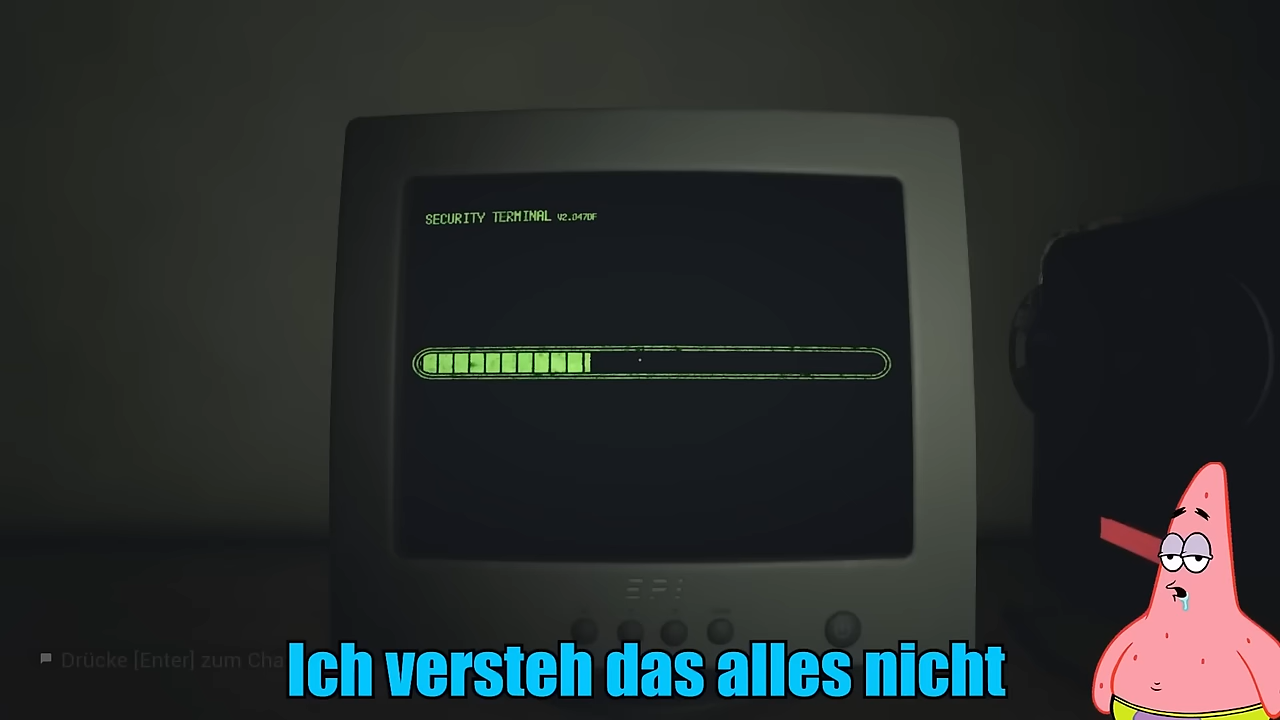 SECURITY TERMINAL V2.047DF
Drücke [Enter] zum Cha
Ich versteh das alles nicht